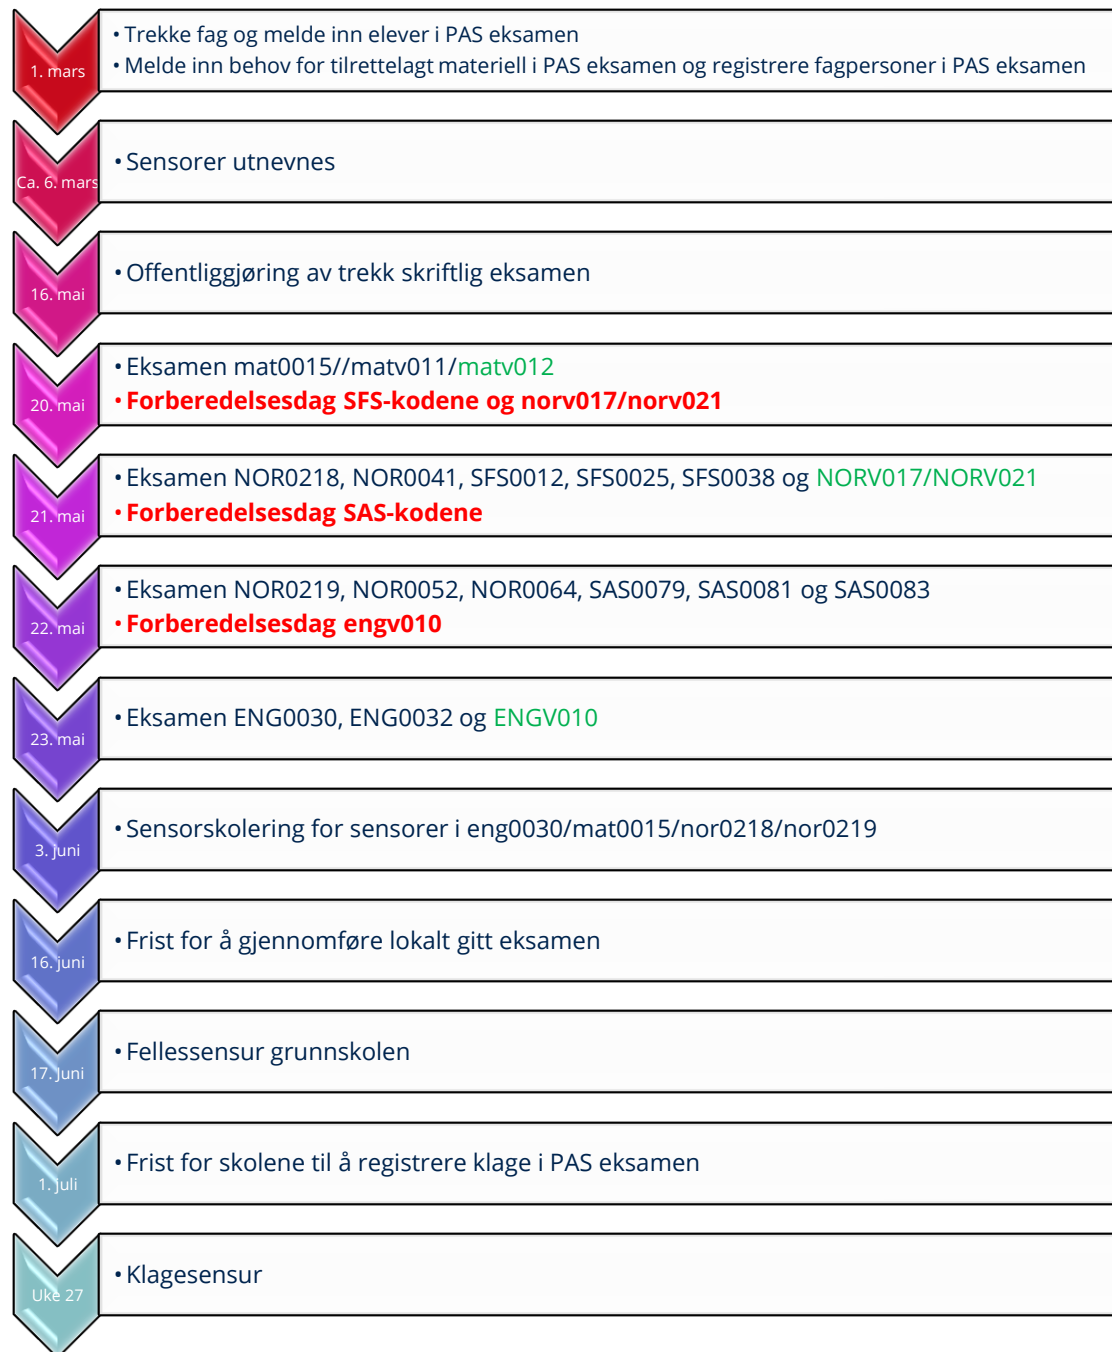 1. mars
• Trekke fag og melde inn elever i PAS eksamen
• Melde inn behov for tilrettelagt materiell i PAS eksamen og registrere fagpersoner i PAS eksamen
Ca. 6. mars
• Sensorer utnevnes
16. mai
• Offentliggjøring av trekk skriftlig eksamen
20. mai
• Eksamen mat0015//matv011/matv012
• Forberedelsesdag SFS-kodene og norv017/norv021
21. mai
• Eksamen NOR0218, NOR0041, SFS0012, SFS0025, SFS0038 og NORV017/NORV021
• Forberedelsesdag SAS-kodene
22. mai
• Eksamen NOR0219, NOR0052, NOR0064, SAS0079, SAS0081 og SAS0083
• Forberedelsesdag engv010
23. mai
• Eksamen ENG0030, ENG0032 og ENGV010
3. juni
• Sensorskolering for sensorer i eng0030/mat0015/nor0218/nor0219
16. juni
• Frist for å gjennomføre lokalt gitt eksamen
17. Juni
• Fellessensur grunnskolen
1. juli
• Frist for skolene til å registrere klage i PAS eksamen
Uke 27
• Klagesensur